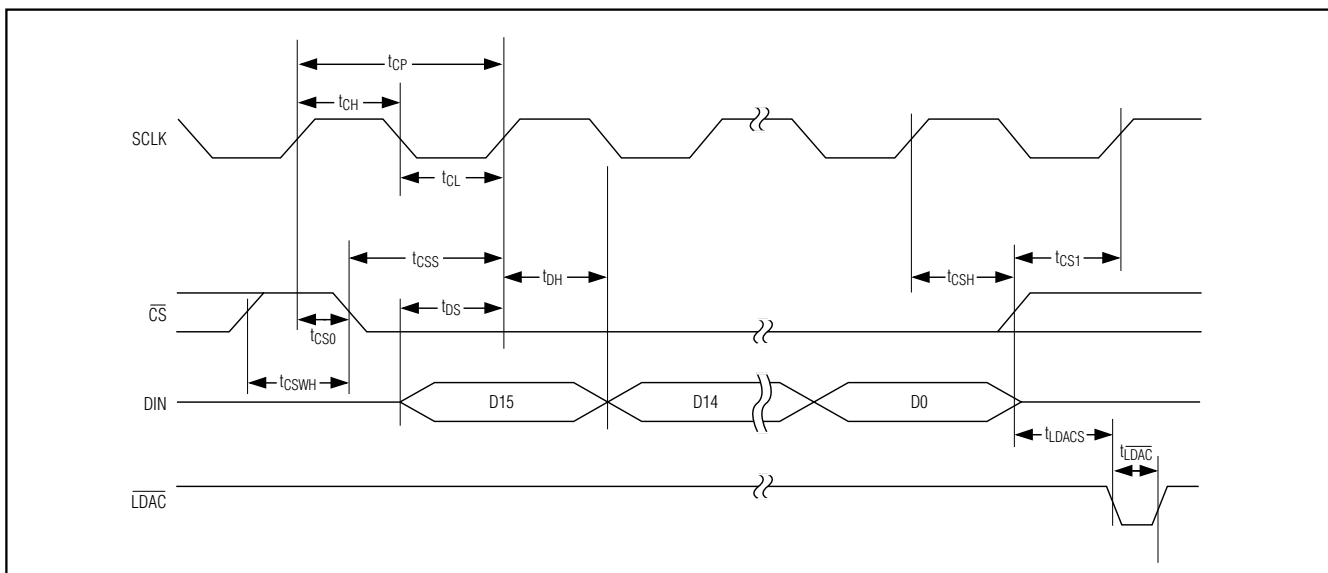 tCP
tCH
SCLK
tCL
tCSS
tDH
tCSH
tCS1
CS
tDS
tCS0
tCSWH
DIN
D15
D14
D0
tLDACS
tLDAC
LDAC